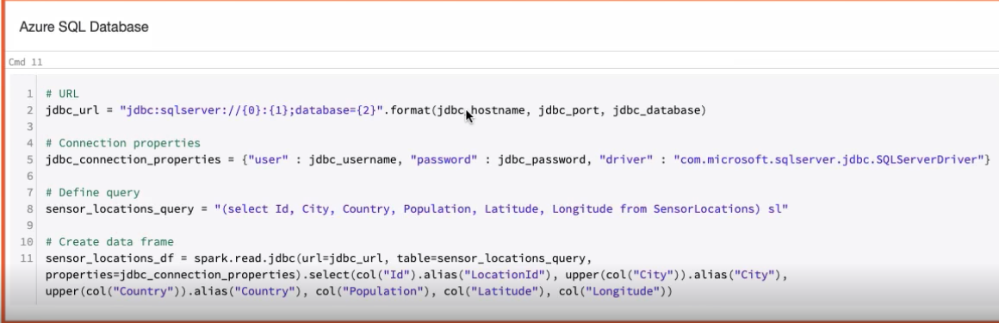 Azure SQL Database
Cmd 11
1 # URL
2 jdbc_url = "jdbc:sqlserver://{0}:{1};database={2}".format(jdbc_hostname, jdbc_port, jdbc_database)
3
4 # Connection properties
5 jdbc_connection_properties = {"user" : jdbc_username, "password" : jdbc_password, "driver" : "com.microsoft.sqlserver.jdbc.SQLServerDriver"}
6
7 # Define query
8 sensor_locations_query = "(select Id, City, Country, Population, Latitude, Longitude from SensorLocations) sl"
9
10 # Create data frame
11 sensor_locations_df = spark.read.jdbc(url=jdbc_url, table=sensor_locations_query,
properties=jdbc_connection_properties).select(col("Id").alias("LocationId"), upper(col("City")).alias("City"),
upper(col("Country")).alias("Country"), col("Population"), col("Latitude"), col("Longitude"))